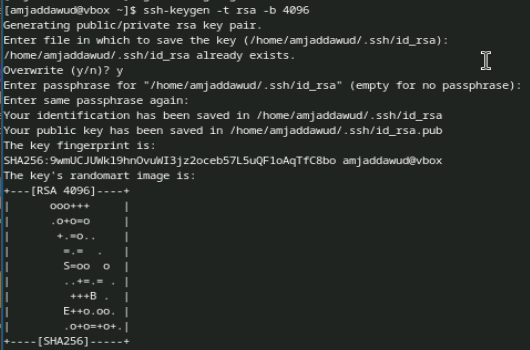 [amjaddawud@vbox ~]$ ssh-keygen -t rsa -b 4096
Generating public/private rsa key pair.
Enter file in which to save the key (/home/amjaddawud/.ssh/id_rsa):
/home/amjaddawud/.ssh/id_rsa already exists.
Overwrite (y/n)? y
Enter passphrase for "/home/amjaddawud/.ssh/id_rsa" (empty for no passphrase):
Enter same passphrase again:
Your identification has been saved in /home/amjaddawud/.ssh/id_rsa
Your public key has been saved in /home/amjaddawud/.ssh/id_rsa.pub
The key fingerprint is:
SHA256:9wmUCJUWkl9hnOvuWI3jz2oceb57L5uQF1oAqTfC8bo amjaddawud@vbox
The key's randomart image is:
+---[RSA 4096]----+
|      ooo+++     |
|      .o+o=o     |
|       +.=o..    |
|        =.=  .   |
|        S=oo  o  |
|        ..+=.= . |
|         +++B .  |
|        E++o.oo. |
|        .o+o=+o+.|
+----[SHA256]-----+